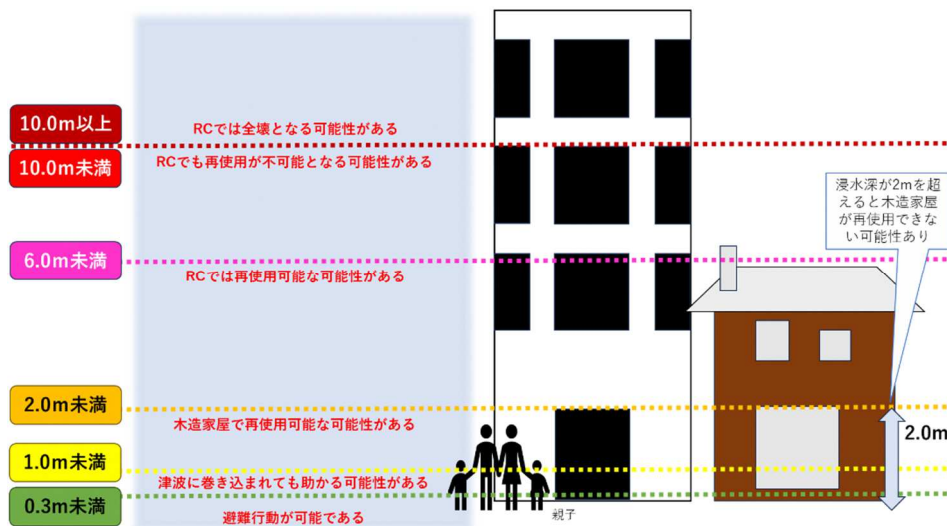 10.0m以上
RCでは全壊となる可能性がある
10.0m未満
RCでも再使用が不可能となる可能性がある
浸水深が2mを超
えると木造家屋
が再使用できな
い可能性あり
6.0m未満
RCでは再使用可能な可能性がある
2.0m未満
木造家屋で再使用可能な可能性がある
2.0m
1.0m未満
津波に巻き込まれても助かる可能性がある
0.3m未満
避難行動が可能である
親子